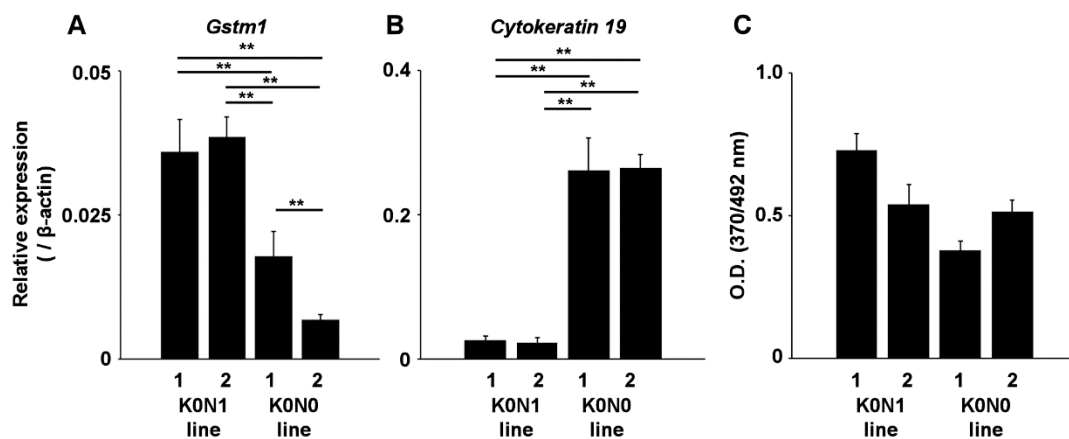 A
Gstm1
**
**
**
**
**
0.05
0.025
0
Relative expression
( / β-actin)
1 2 1 2
K0N1 K0N0
line line
B
Cytokeratin 19
**
**
**
**
0.4
0.2
0
1 2 1 2
K0N1 K0N0
line line
C
1.0
0.5
0
O.D. (370/492 nm)
1 2 1 2
K0N1 K0N0
line line